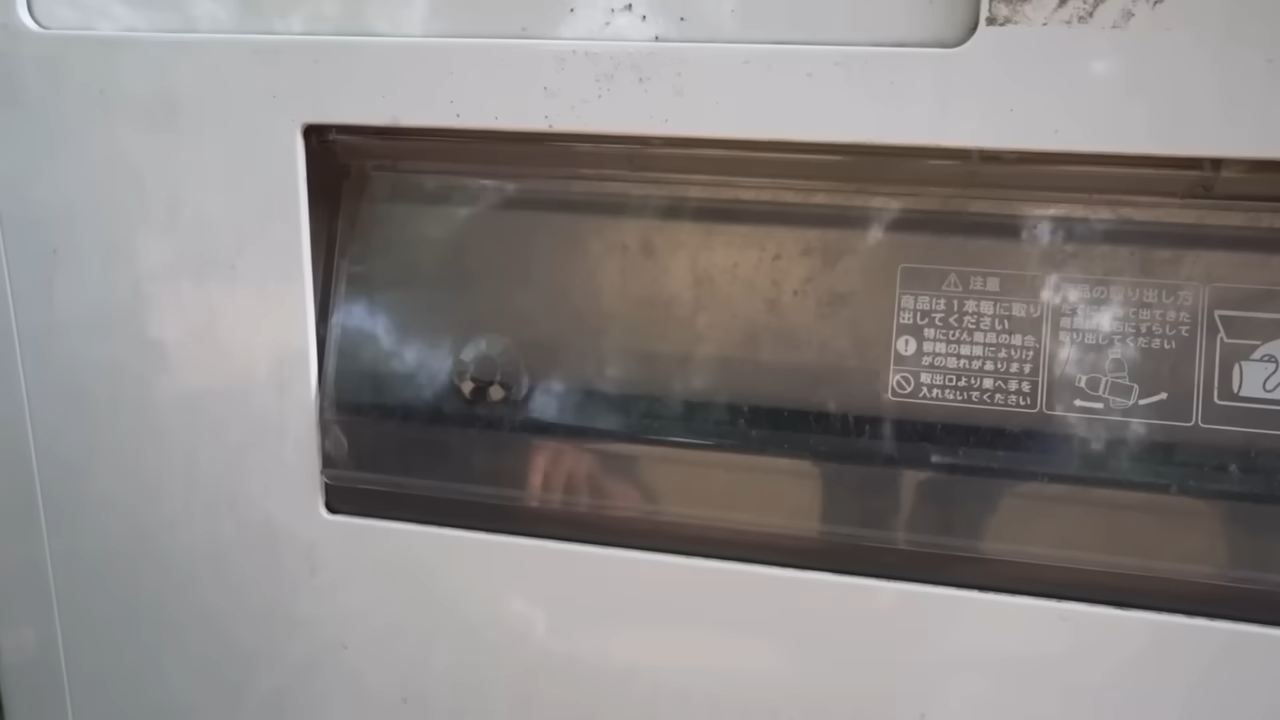 注意
商品は1本毎に取り
出してください
特にびん商品の場合、
容器の破損によりけ
がの恐れがあります
取出口より奥へ手を
入れないでください
品の取り出し方
て出てきた
にずらして
取り出してください